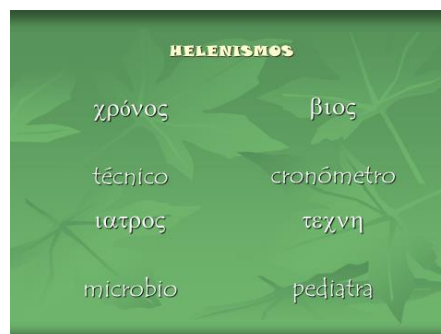 HELENISMOS
χρόνος βιος
técnico cronómetro
ιατρος τεχνη
microbio pediatra